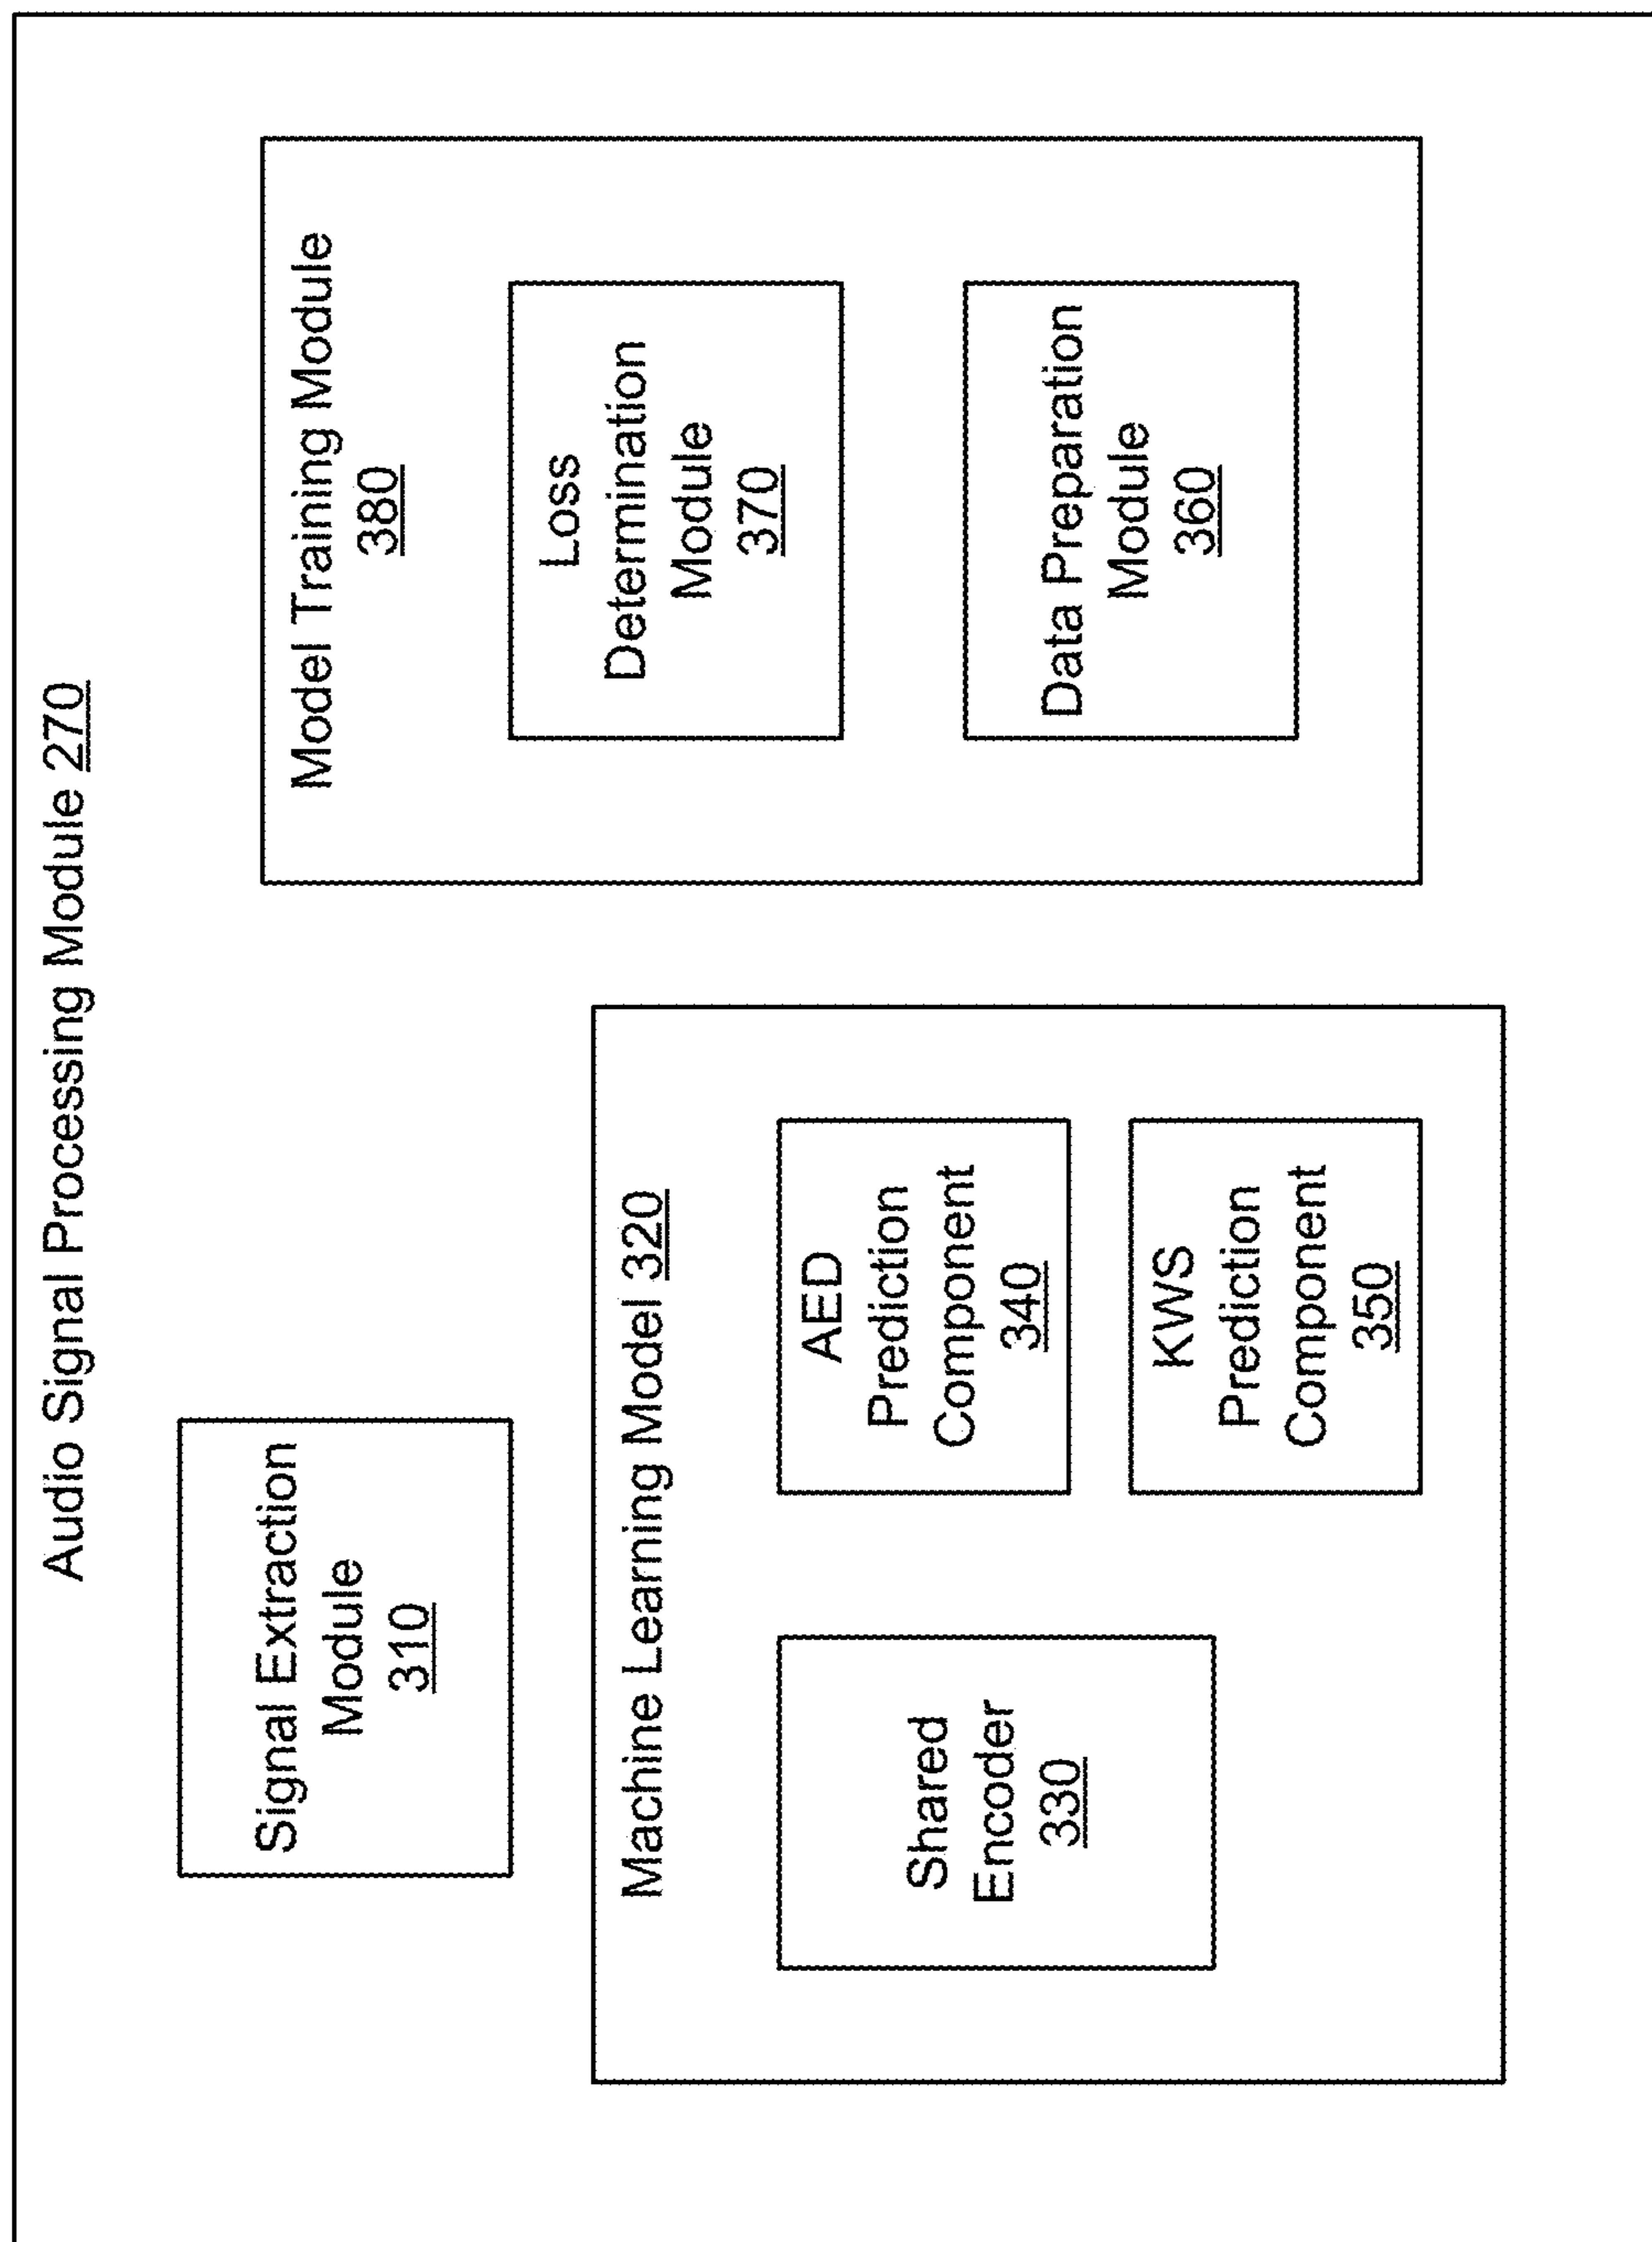 Audio Signal Processing Module 270
Signal Extraction
Module
310
Machine Learning Model 320
Shared
Encoder
330
AED
Prediction
Component
340
KWS
Prediction
Component
350
Model Training Module
380
Loss
Determination
Module
370
Data Preparation
Module
360